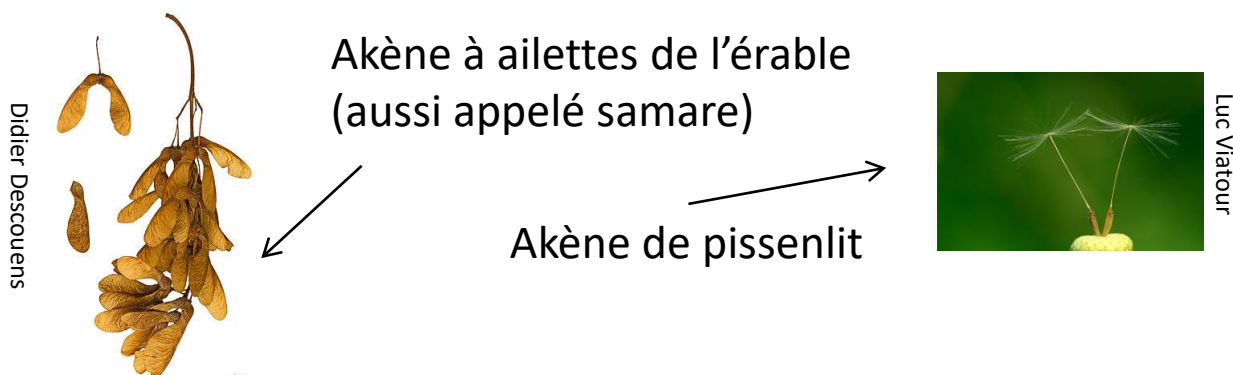 Didier Descouens
Akène à ailettes de l’érable
(aussi appelé samare)
Akène de pissenlit
Luc Viatour